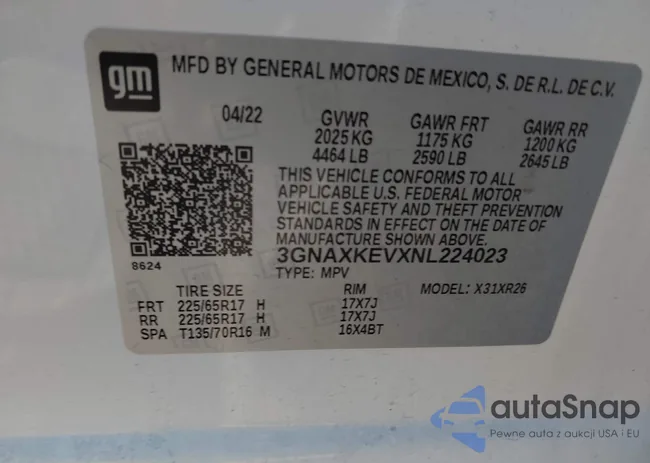 gm
MFD BY GENERAL MOTORS DE MEXICO, S. DE R.L. DE C.V.
04/22 GVWR GAWR FRT GAWR RR
2025 KG 1175 KG 1200 KG
4464 LB 2590 LB 2645 LB
THIS VEHICLE CONFORMS TO ALL
APPLICABLE U.S. FEDERAL MOTOR
VEHICLE SAFETY AND THEFT PREVENTION
STANDARDS IN EFFECT ON THE DATE OF
MANUFACTURE SHOWN ABOVE.
8624
3GNAXKEVXNL224023
TYPE: MPV
TIRE SIZE RIM MODEL: X31XR26
FRT 225/65R17 H 17X7J
RR 225/65R17 H 17X7J
SPA T135/70R16 M 16X4BT
autaSnap
Pewne auta z aukcji USA i EU